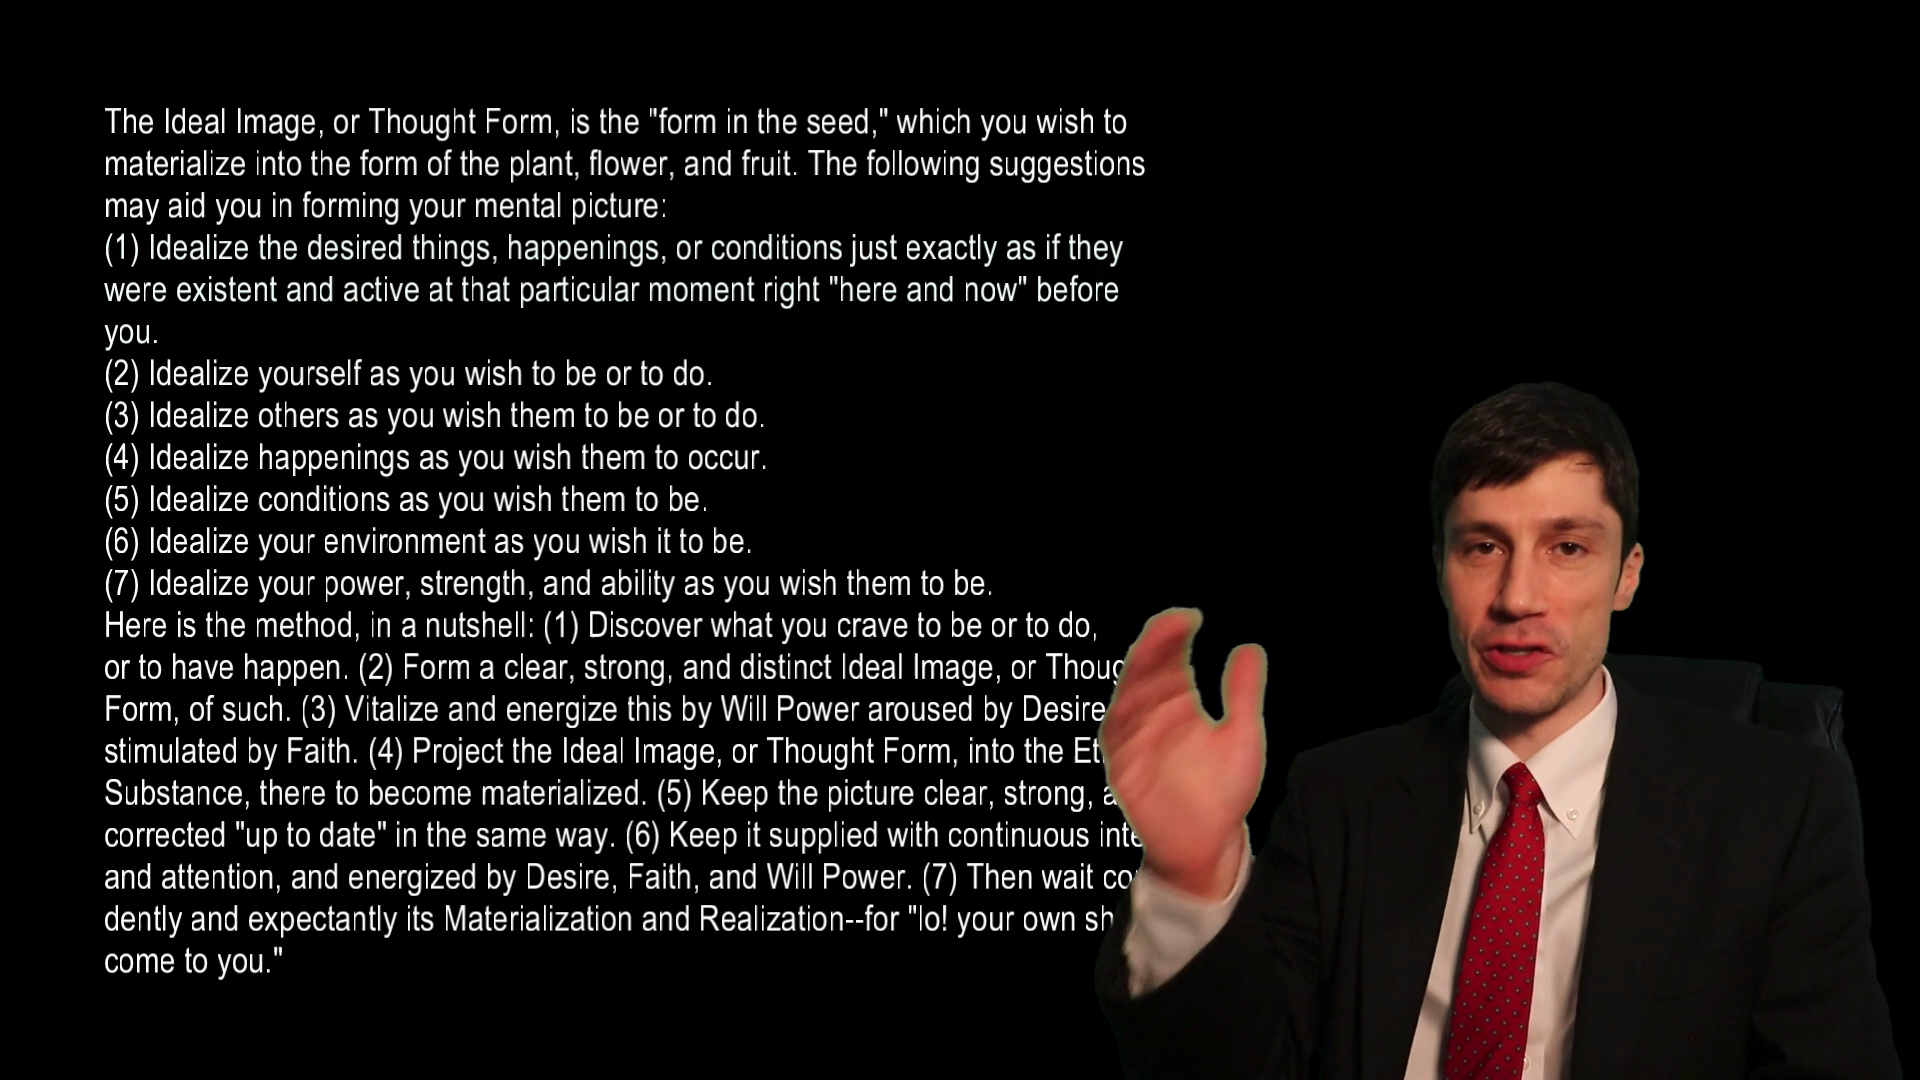 The Ideal Image, or Thought Form, is the "form in the seed," which you wish to
materialize into the form of the plant, flower, and fruit. The following suggestions
may aid you in forming your mental picture:
(1) Idealize the desired things, happenings, or conditions just exactly as if they
were existent and active at that particular moment right "here and now" before
you.
(2) Idealize yourself as you wish to be or to do.
(3) Idealize others as you wish them to be or to do.
(4) Idealize happenings as you wish them to occur.
(5) Idealize conditions as you wish them to be.
(6) Idealize your environment as you wish it to be.
(7) Idealize your power, strength, and ability as you wish them to be.
Here is the method, in a nutshell: (1) Discover what you crave to be or to do,
or to have happen. (2) Form a clear, strong, and distinct Ideal Image, or
Form, of such. (3) Vitalize and energize this by Will Power aroused by Desire
stimulated by Faith. (4) Project the Ideal Image, or Thought Form, into the
Substance, there to become materialized. (5) Keep the picture clear, strong,
corrected "up to date" in the same way. (6) Keep it supplied with continuous
and attention, and energized by Desire, Faith, and Will Power. (7) Then wait
dently and expectantly its Materialization and Realization--for "lo! your own
come to you."